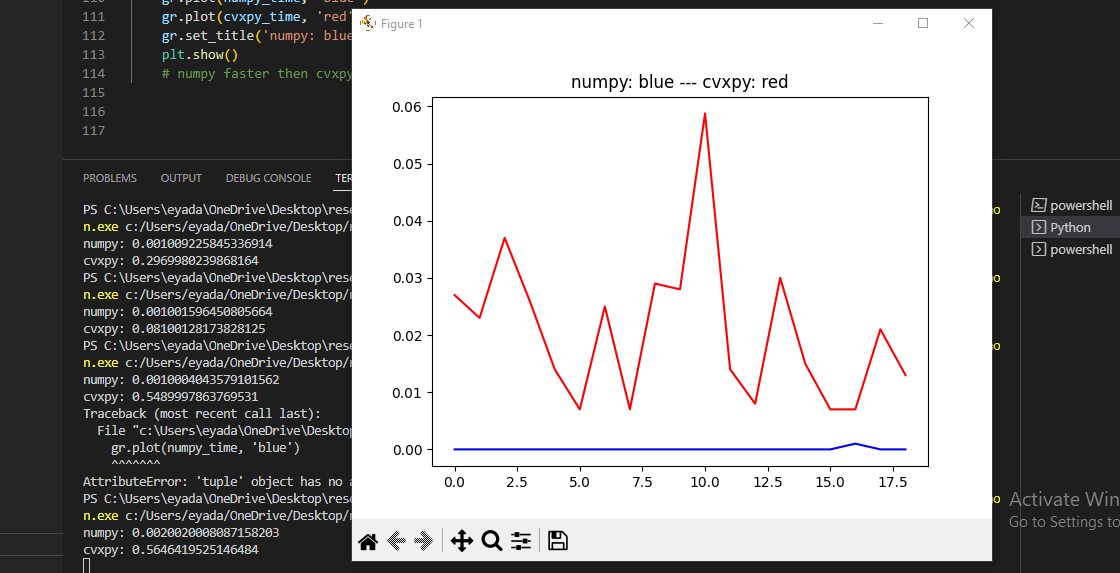 110 gr.plot(numpy_time, 'blue')
111 gr.plot(cvxpy_time, 'red'
112 gr.set_title('numpy: blue
113 plt.show()
114 # numpy faster then cvxpy
115
116
117
Figure 1
numpy: blue --- cvxpy: red
0.06
0.05
0.04
0.03
0.02
0.01
0.00
0.0 2.5 5.0 7.5 10.0 12.5 15.0 17.5
PROBLEMS OUTPUT DEBUG CONSOLE TER
PS C:\Users\eyada\OneDrive\Desktop\rese
n.exe c:/Users/eyada/OneDrive/Desktop/r
numpy: 0.001009225845336914
cvxpy: 0.2969980239868164
PS C:\Users\eyada\OneDrive\Desktop\rese
n.exe c:/Users/eyada/OneDrive/Desktop/r
numpy: 0.001001596450805664
cvxpy: 0.08100128173828125
PS C:\Users\eyada\OneDrive\Desktop\rese
n.exe c:/Users/eyada/OneDrive/Desktop/r
numpy: 0.0010004043579101562
cvxpy: 0.5489997863769531
Traceback (most recent call last):
File "c:\Users\eyada\OneDrive\Deskto
gr.plot(numpy_time, 'blue')
^^^^^^^
AttributeError: 'tuple' object has no a
PS C:\Users\eyada\OneDrive\Desktop\rese
n.exe c:/Users/eyada/OneDrive/Desktop/r
numpy: 0.0020020008087158203
cvxpy: 0.5646419525146484
powershell
Python
powershell
Activate Win
Go to Settings to